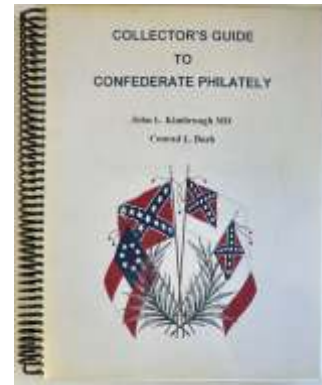 COLLECTOR'S GUIDE
TO
CONFEDERATE PHILATELY
John L. Kimbrough MD
Conrad L. Bush